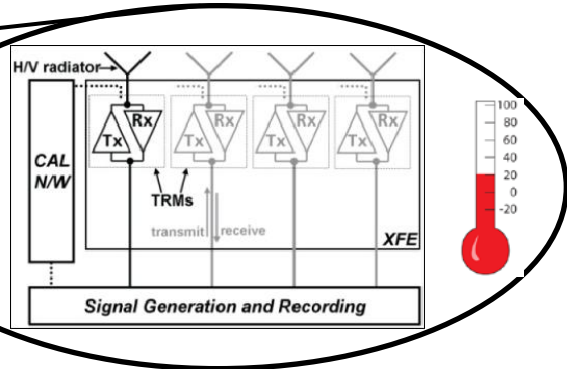 H/V radiator
Tx Rx Tx Rx Tx Rx Tx Rx
CAL
N/W
TRMs
transmit receive
XFE
Signal Generation and Recording
100
80
60
40
20
0
-20